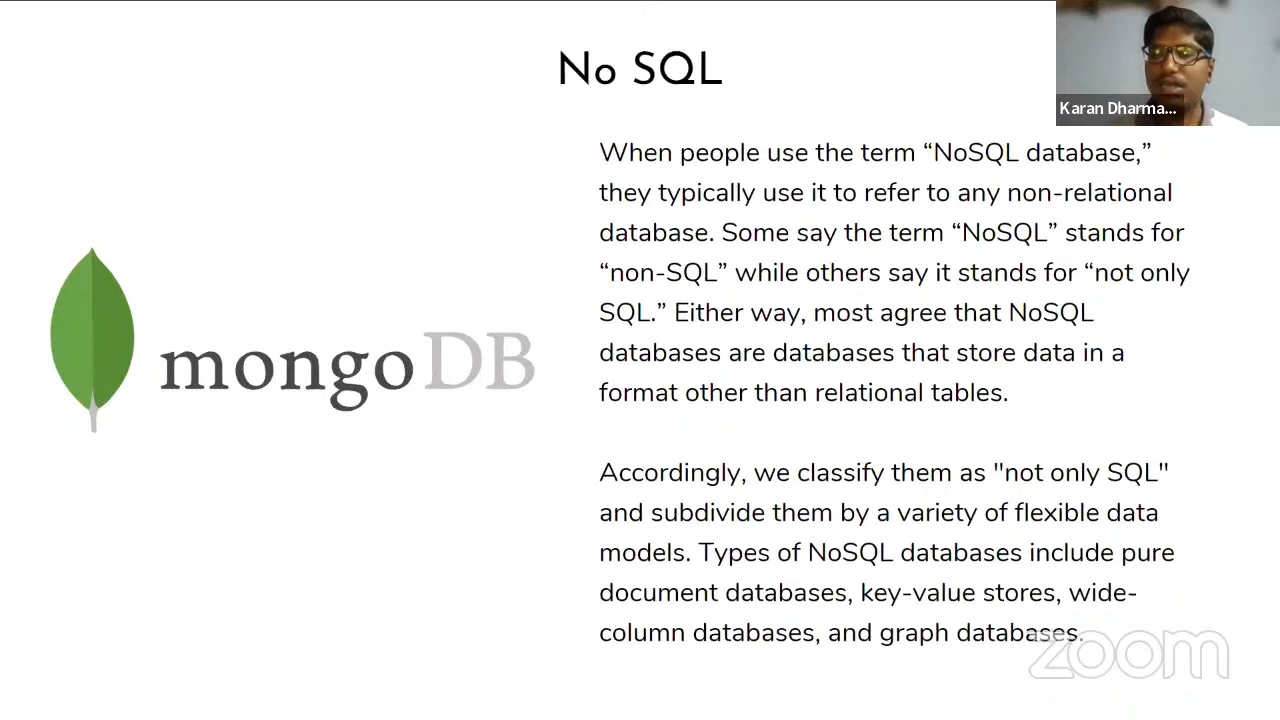 No SQL
Karan Dharma...
When people use the term “NoSQL database,”
they typically use it to refer to any non-relational
database. Some say the term “NoSQL” stands for
“non-SQL” while others say it stands for “not only
SQL.” Either way, most agree that NoSQL
databases are databases that store data in a
format other than relational tables.
mongoDB
Accordingly, we classify them as "not only SQL"
and subdivide them by a variety of flexible data
models. Types of NoSQL databases include pure
document databases, key-value stores, wide-
column databases, and graph databases.
zoom